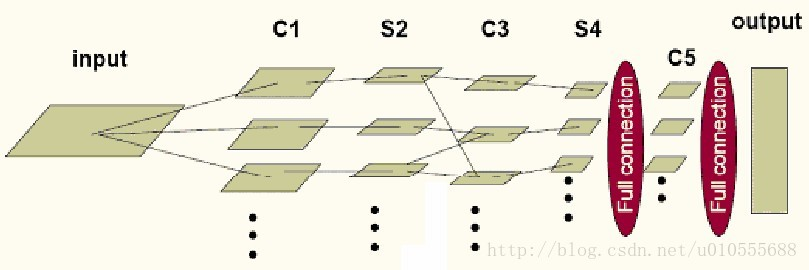 input
C1
S2
C3
S4
C5
output
Full connection
Full connection
http://blog.csdn.net/u010555688